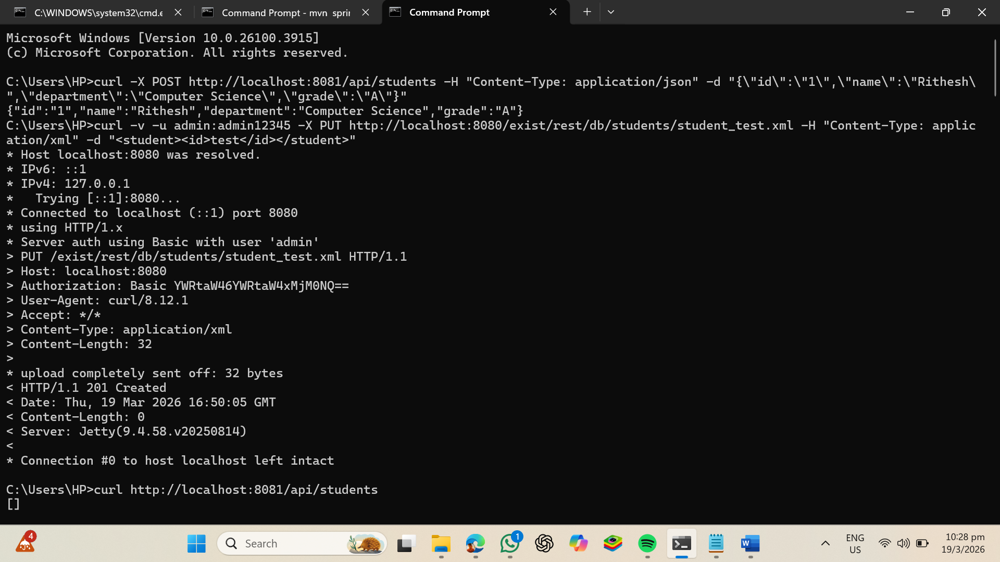 C:\WINDOWS\system32\cmd.e
Command Prompt - mvn  sprin
Command Prompt
Microsoft Windows [Version 10.0.26100.3915]
(c) Microsoft Corporation. All rights reserved.
C:\Users\HP>curl -X POST http://localhost:8081/api/students -H "Content-Type: application/json" -d "{\"id\":\"1\",\"name\":\"Rithesh\
",\"department\":\"Computer Science\",\"grade\":\"A\"}"
{"id":"1","name":"Rithesh","department":"Computer Science","grade":"A"}
C:\Users\HP>curl -v -u admin:admin12345 -X PUT http://localhost:8080/exist/rest/db/students/student_test.xml -H "Content-Type: applic
ation/xml" -d "<student><id>test</id></student>"
* Host localhost:8080 was resolved.
* IPv6: ::1
* IPv4: 127.0.0.1
*   Trying [::1]:8080...
* Connected to localhost (::1) port 8080
* using HTTP/1.x
* Server auth using Basic with user 'admin'
> PUT /exist/rest/db/students/student_test.xml HTTP/1.1
> Host: localhost:8080
> Authorization: Basic YWRtaW46YWRtaW4xMjM0NQ==
> User-Agent: curl/8.12.1
> Accept: */*
> Content-Type: application/xml
> Content-Length: 32
>
* upload completely sent off: 32 bytes
< HTTP/1.1 201 Created
< Date: Thu, 19 Mar 2026 16:50:05 GMT
< Content-Length: 0
< Server: Jetty(9.4.58.v20250814)
<
* Connection #0 to host localhost left intact
C:\Users\HP>curl http://localhost:8081/api/students
[]
4
Search
1
W
ENG
US
10:28 pm
19/3/2026